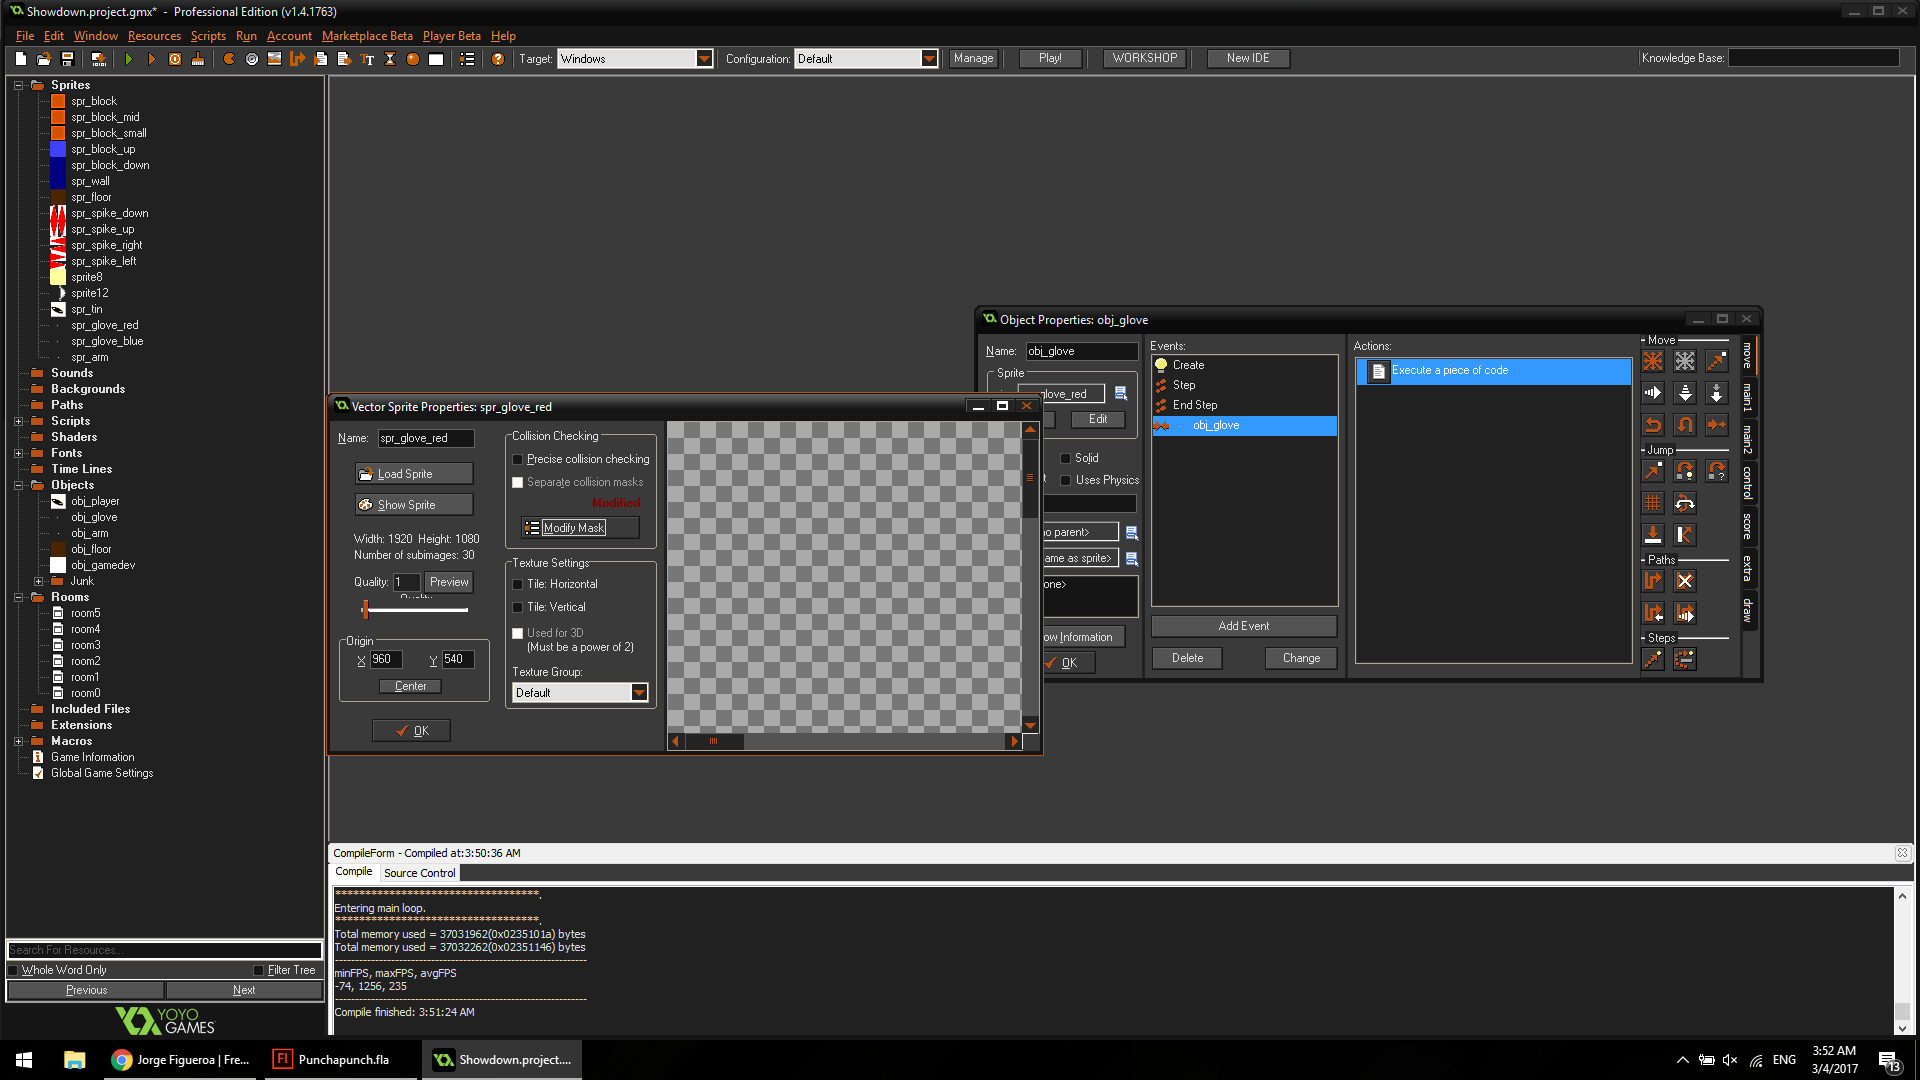 Showdown.project.gmx* - Professional Edition (v1.4.1763)
File Edit Window Resources Scripts Run Account Marketplace Beta Player Beta Help
Target: Windows Configuration: Default Manage Play! WORKSHOP New IDE Knowledge Base:
Sprites
spr_block
spr_block_mid
spr_block_small
spr_block_up
spr_block_down
spr_wall
spr_floor
spr_spike_down
spr_spike_up
spr_spike_right
spr_spike_left
sprite8
sprite12
spr_tin
spr_glove_red
spr_glove_blue
spr_arm
Sounds
Backgrounds
Paths
Scripts
Shaders
Fonts
Time Lines
Objects
obj_player
obj_glove
obj_arm
obj_floor
obj_gamedev
Junk
Rooms
room5
room4
room3
room2
room1
room0
Included Files
Extensions
Macros
Game Information
Global Game Settings
Search For Resources...
Whole Word Only Filter Tree
Previous Next
YOYO
GAMES
Vector Sprite Properties: spr_glove_red
Name: spr_glove_red
Load Sprite
Show Sprite
Width: 1920 Height: 1080
Number of subimages: 30
Quality: 1 Preview
Origin
X 960 Y 540
Center
OK
Collision Checking
Precise collision checking
Separate collision masks
Modified
Modify Mask
Texture Settings
Tile: Horizontal
Tile: Vertical
Used for 3D
(Must be a power of 2)
Texture Group:
Default
Object Properties: obj_glove
Name: obj_glove
Sprite
glove_red
Edit
Solid
Uses Physics
o parent>
ame as sprite>
one>
ow Information
OK
Events:
Create
Step
End Step
obj_glove
Add Event
Delete Change
Actions:
Execute a piece of code
Move
Jump
Paths
Steps
move
main1
main2
control
score
extra
draw
CompileForm - Compiled at:3:50:36 AM
Compile Source Control
**********************************.
Entering main loop.
**********************************.
Total memory used = 37031962(0x0235101a) bytes
Total memory used = 37032262(0x02351146) bytes
minFPS, maxFPS, avgFPS
-74, 1256, 235
Compile finished: 3:51:24 AM
Jorge Figueroa | Fre...
Punchapunch.fla
Showdown.project....
ENG
3:52 AM
3/4/2017
13